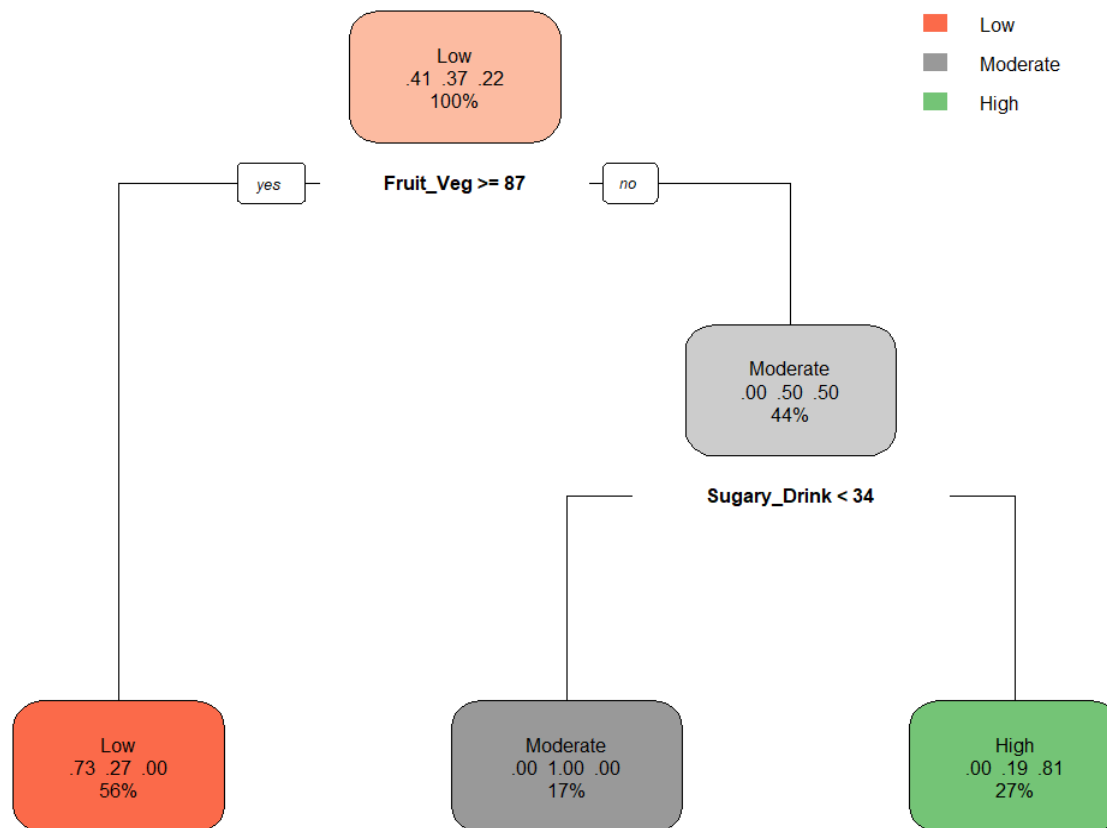 Low
.41 .37 .22
100%
Low
Moderate
High
yes
Fruit_Veg >= 87
no
Moderate
.00 .50 .50
44%
Sugary_Drink < 34
Low
.73 .27 .00
56%
Moderate
.00 1.00 .00
17%
High
.00 .19 .81
27%